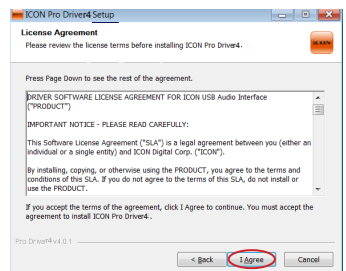 ICON Pro Driver4 Setup
License Agreement
Please review the license terms before installing ICON Pro Driver4.
ICON
Press Page Down to see the rest of the agreement.
DRIVER SOFTWARE LICENSE AGREEMENT FOR ICON USB Audio Interface
("PRODUCT")
IMPORTANT NOTICE - PLEASE READ CAREFULLY:
This Software License Agreement ("SLA") is a legal agreement between you (either an
individual or a single entity) and ICON Digital Corp. ("ICON").
By installing, copying, or otherwise using the PRODUCT, you agree to the terms and
conditions of this SLA. If you do not agree to the terms of this SLA, do not install or
use the PRODUCT.
If you accept the terms of the agreement, click I Agree to continue. You must accept the
agreement to install ICON Pro Driver4.
Pro Driver4 v4.0.1
< Back
I Agree
Cancel